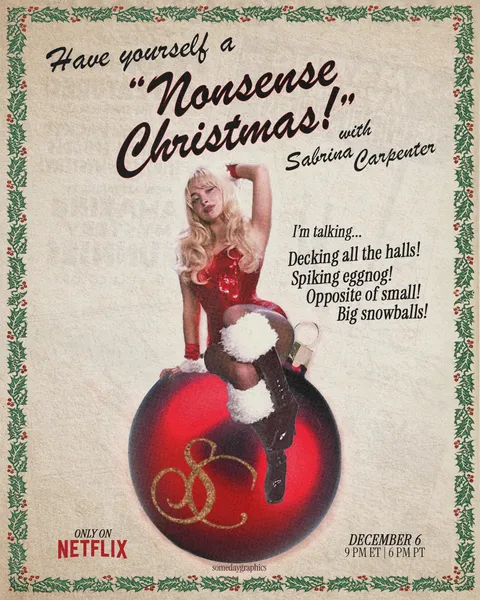 Have yourself a
"Nonsense
Christmas!"
with
Sabrina Carpenter
I'm talking...
Decking all the halls!
Spiking eggnog!
Opposite of small!
Big snowballs!
SC
ONLY ON
NETFLIX
DECEMBER 6
9 PM ET | 6 PM PT
somedaygraphics